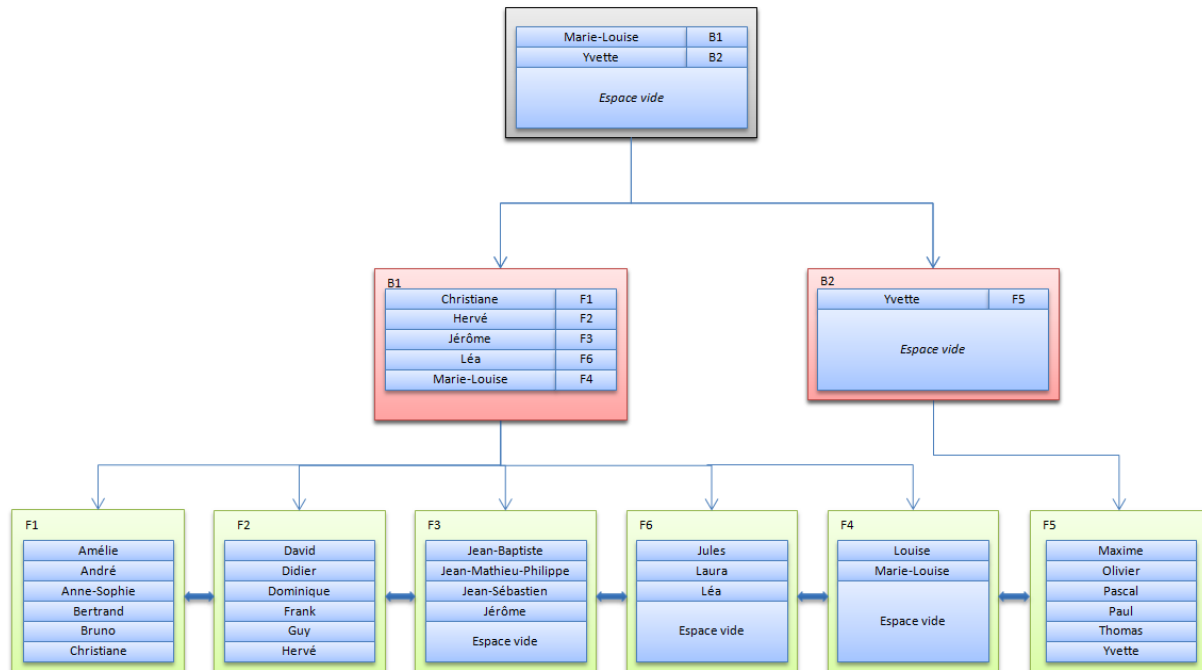 Marie-Louise B1
Yvette B2
Espace vide
B1
Christiane F1
Hervé F2
Jérôme F3
Léa F6
Marie-Louise F4
B2
Yvette F5
Espace vide
F1
Amélie
André
Anne-Sophie
Bertrand
Bruno
Christiane
F2
David
Didier
Dominique
Frank
Guy
Hervé
F3
Jean-Baptiste
Jean-Mathieu-Philippe
Jean-Sébastien
Jérôme
Espace vide
F6
Jules
Laura
Léa
Espace vide
F4
Louise
Marie-Louise
Espace vide
F5
Maxime
Olivier
Pascal
Paul
Thomas
Yvette